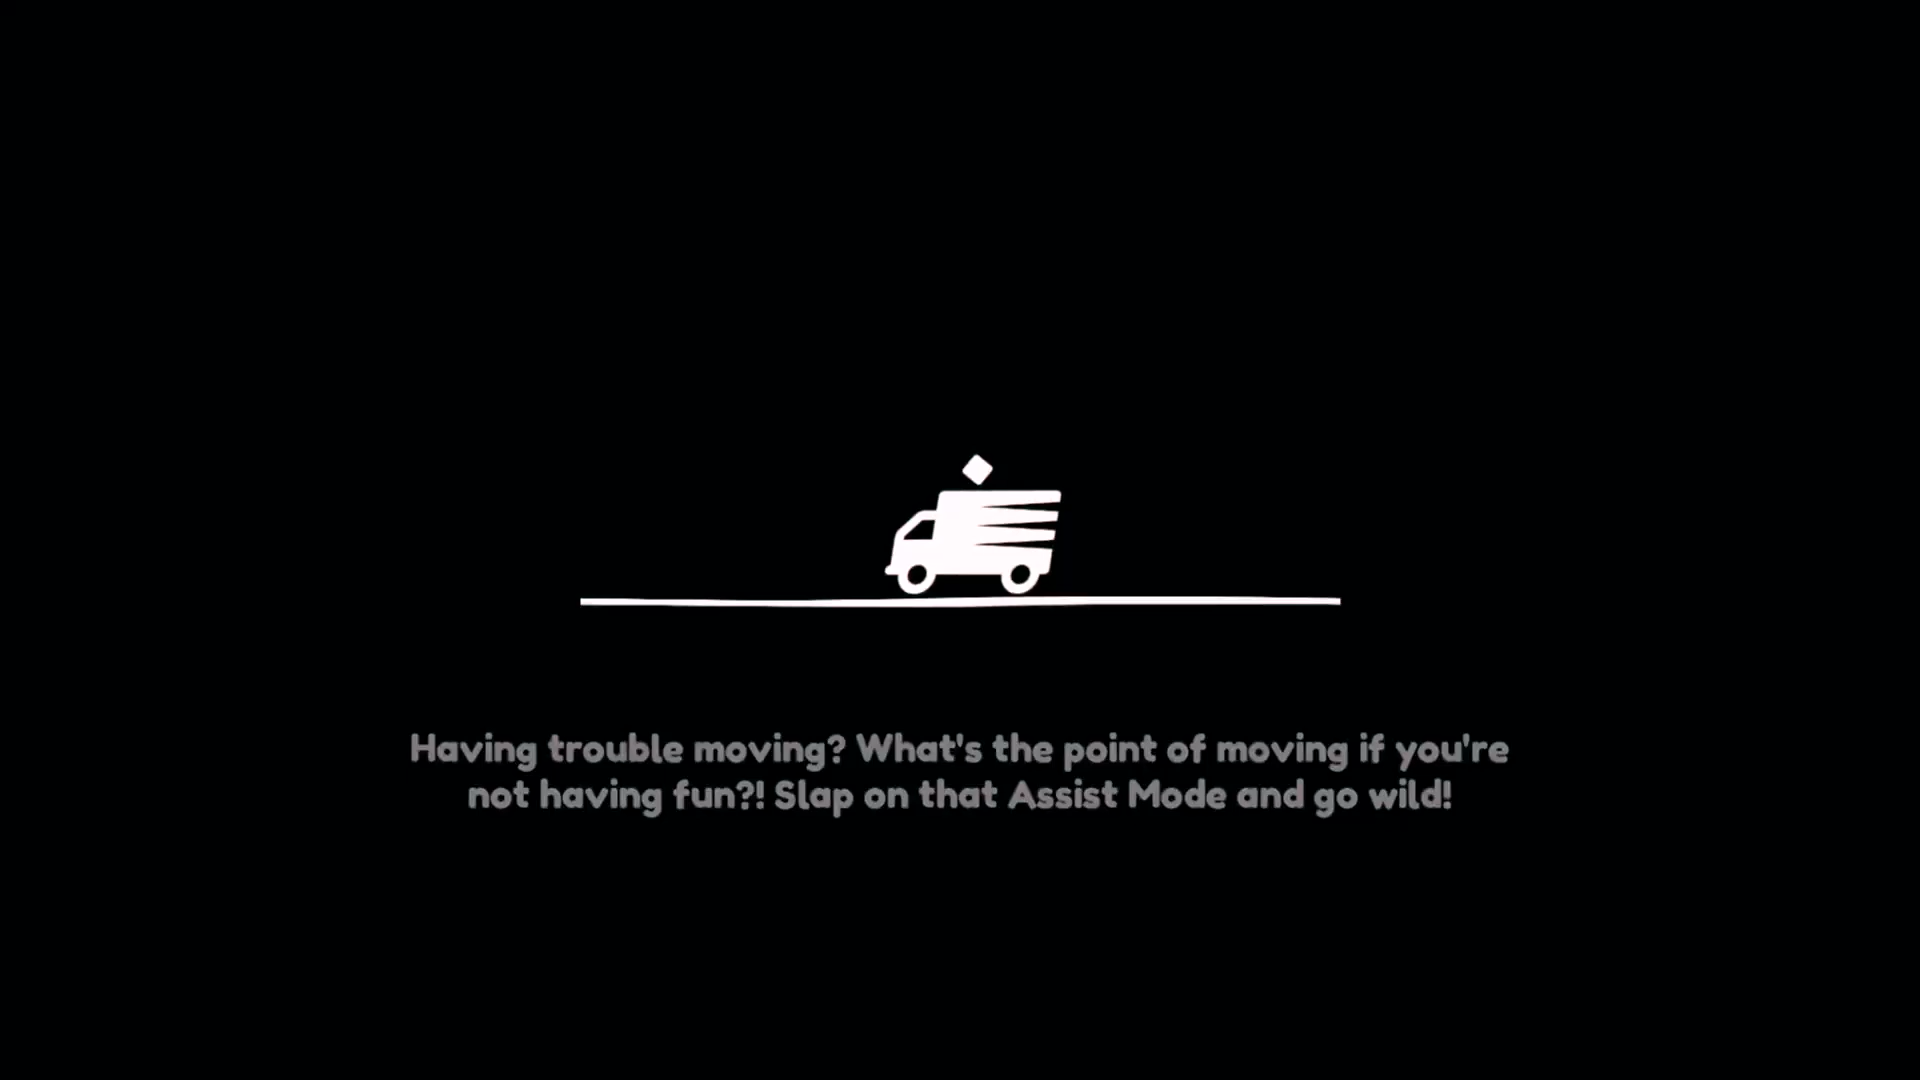 Having trouble moving? What's the point of moving if you're
not having fun?! Slap on that Assist Mode and go wild!